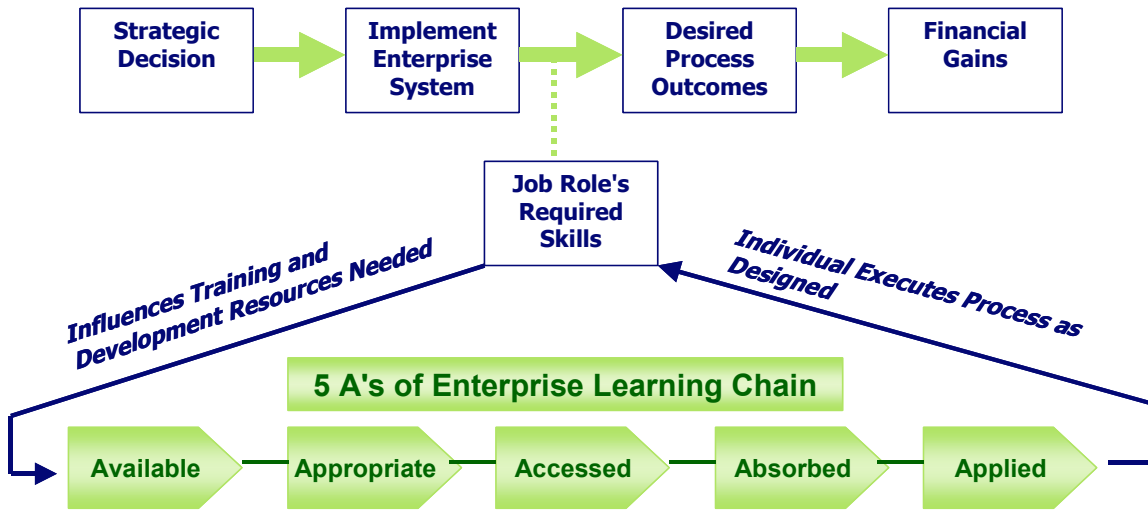 Strategic
Decision
Implement
Enterprise
System
Desired
Process
Outcomes
Financial
Gains
Job Role's
Required
Skills
Influences Training and
Development Resources Needed
Individual Executes Process as
Designed
5 A's of Enterprise Learning Chain
Available
Appropriate
Accessed
Absorbed
Applied